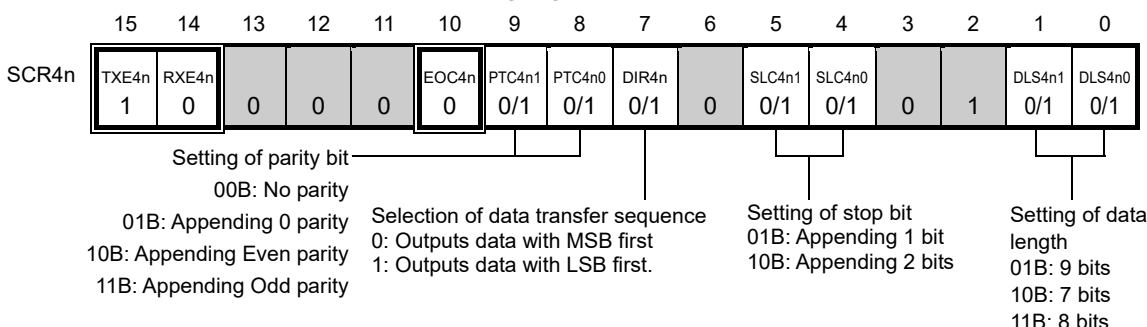 15 14 13 12 11 10 9 8 7 6 5 4 3 2 1 0
SCR4n
TXE4n RXE4n EOC4n PTC4n1 PTC4n0 DIR4n SLC4n1 SLC4n0 DLS4n1 DLS4n0
1 0 0 0 0 0 0/1 0/1 0/1 0 0/1 0/1 0 1 0/1 0/1
Setting of parity bit
00B: No parity
01B: Appending 0 parity
10B: Appending Even parity
11B: Appending Odd parity
Selection of data transfer sequence
0: Outputs data with MSB first
1: Outputs data with LSB first.
Setting of stop bit
01B: Appending 1 bit
10B: Appending 2 bits
Setting of data
length
01B: 9 bits
10B: 7 bits
11B: 8 bits